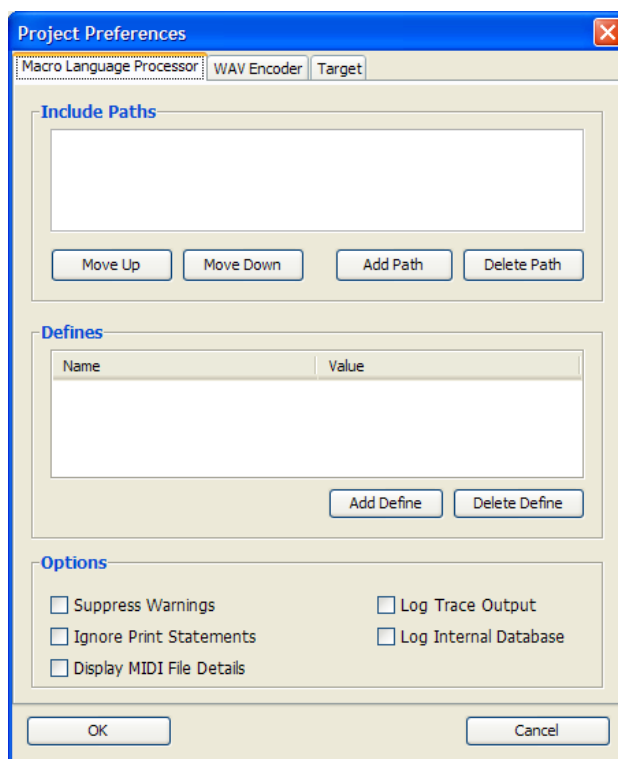 Project Preferences
Macro Language Processor WAV Encoder Target
Include Paths
Move Up Move Down Add Path Delete Path
Defines
Name Value
Add Define Delete Define
Options
Suppress Warnings Log Trace Output
Ignore Print Statements Log Internal Database
Display MIDI File Details
OK Cancel